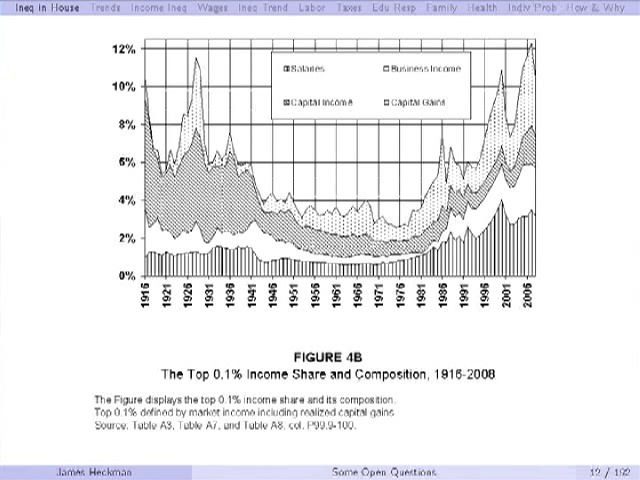 Ineq in House Trends Income Ineq Wages Ineq Trend Labor Taxes Edu Resp Family Health Indiv Prob How & Why
12%
10%
8%
6%
4%
2%
0%
Salaries Business Income
Capital Income Capital Gains
1916 1921 1926 1931 1936 1941 1946 1951 1956 1961 1966 1971 1976 1981 1986 1991 1996 2001 2006
FIGURE 4B
The Top 0.1% Income Share and Composition, 1916-2008
The Figure displays the top 0.1% income share and its composition.
Top 0.1% defined by market income including realized capital gains
Source: Table A3, Table A7, and Table A8, col. P99.9-100.
James Heckman Some Open Questions 12 / 192